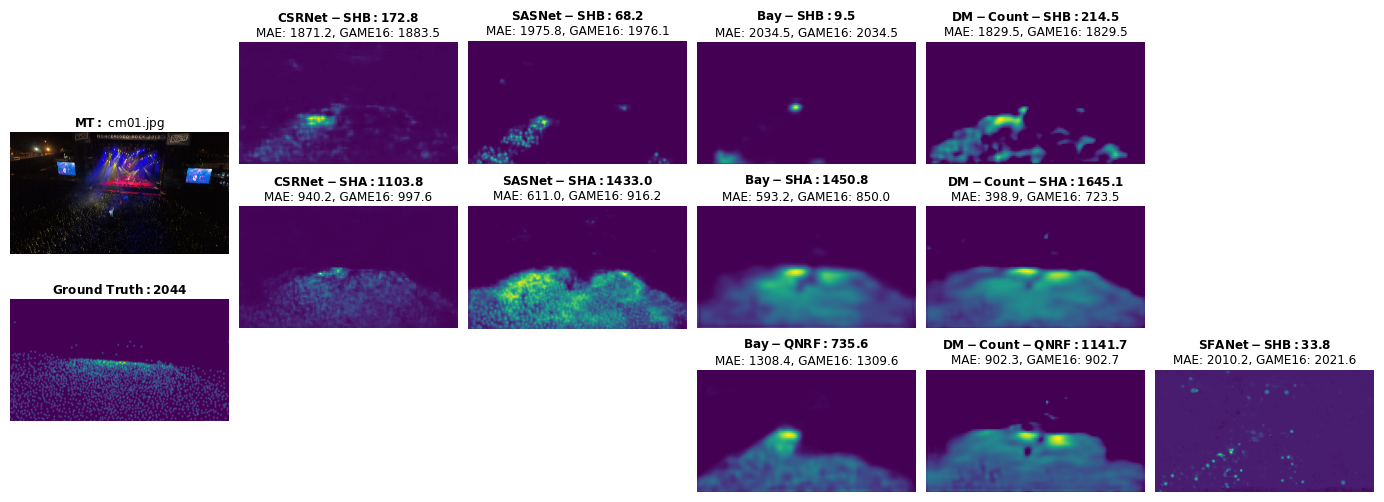 CSRNet − SHB : 172.8
MAE: 1871.2, GAME16: 1883.5
SASNet − SHB : 68.2
MAE: 1975.8, GAME16: 1976.1
Bay − SHB : 9.5
MAE: 2034.5, GAME16: 2034.5
DM − Count − SHB : 214.5
MAE: 1829.5, GAME16: 1829.5
MT : cm01.jpg
CSRNet − SHA : 1103.8
MAE: 940.2, GAME16: 997.6
SASNet − SHA : 1433.0
MAE: 611.0, GAME16: 916.2
Bay − SHA : 1450.8
MAE: 593.2, GAME16: 850.0
DM − Count − SHA : 1645.1
MAE: 398.9, GAME16: 723.5
Ground Truth : 2044
Bay − QNRF : 735.6
MAE: 1308.4, GAME16: 1309.6
DM − Count − QNRF : 1141.7
MAE: 902.3, GAME16: 902.7
SFANet − SHB : 33.8
MAE: 2010.2, GAME16: 2021.6